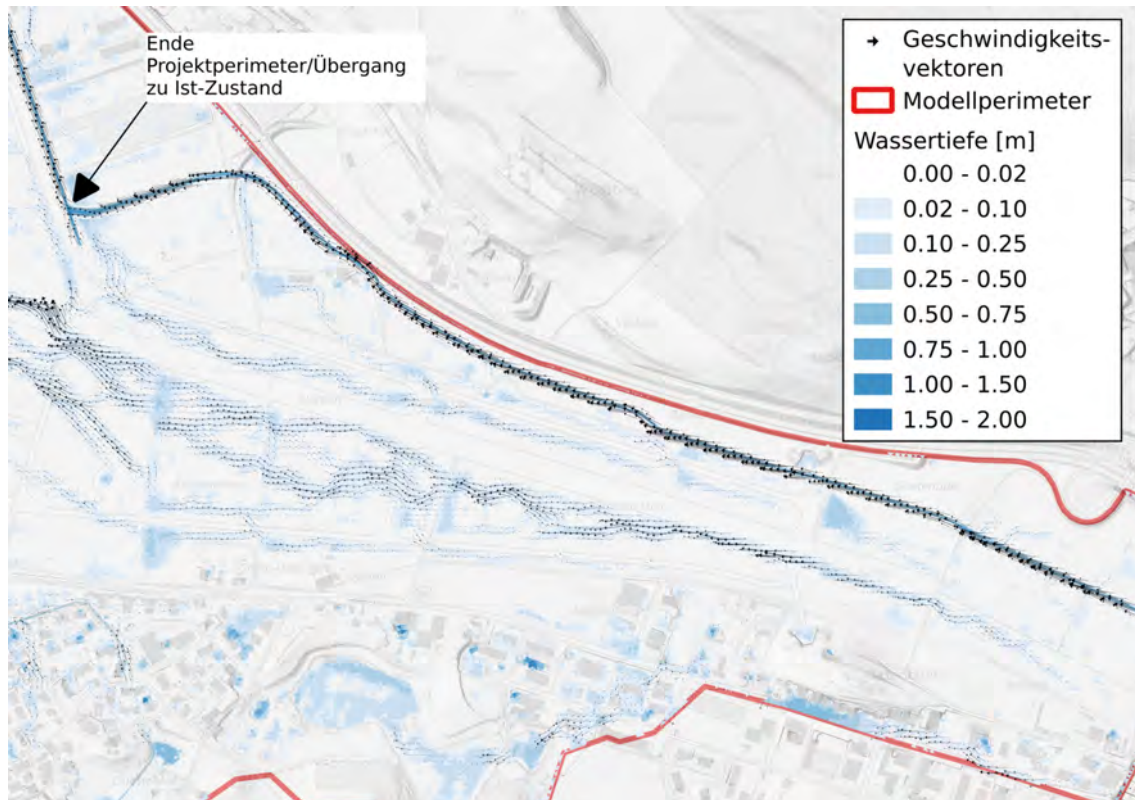 Ende
Projektperimeter/Übergang
zu Ist-Zustand
Geschwindigkeits-
vektoren
Modellperimeter
Wassertiefe [m]
0.00 - 0.02
0.02 - 0.10
0.10 - 0.25
0.25 - 0.50
0.50 - 0.75
0.75 - 1.00
1.00 - 1.50
1.50 - 2.00